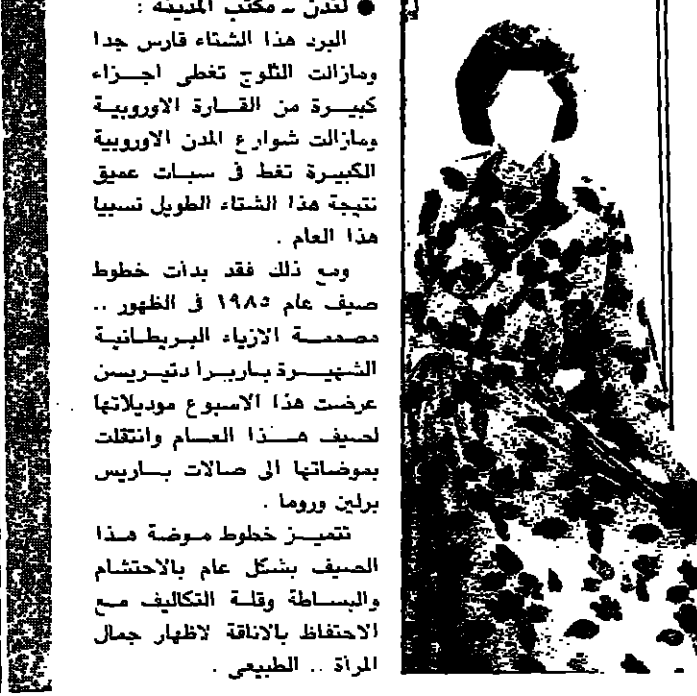 ● لندن ـ مكتب المدينة :
البرد هذا الشتاء قارس جدا
ومازالت الثلوج تغطى اجزاء
كبيرة من القارة الاوروبية
ومازالت شوارع المدن الاوروبية
الكبيرة تغط فى سبات عميق
نتيجة هذا الشتاء الطويل نسبيا
هذا العام .
ومع ذلك فقد بدأت خطوط
صيف عام ١٩٨٥ فى الظهور ..
مصممة الازياء البريطانية
الشهيرة باربرا دتيريسن
عرضت هذا الاسبوع موديلاتها
لصيف هذا العام وانتقلت
بموضاتها الى صالات باريس
برلين وروما .
تتميز خطوط موضة هذا
الصيف بشكل عام بالاحتشام
والبساطة وقلة التكاليف مع
الاحتفاظ بالاناقة لاظهار جمال
المرأة .. الطبيعى .